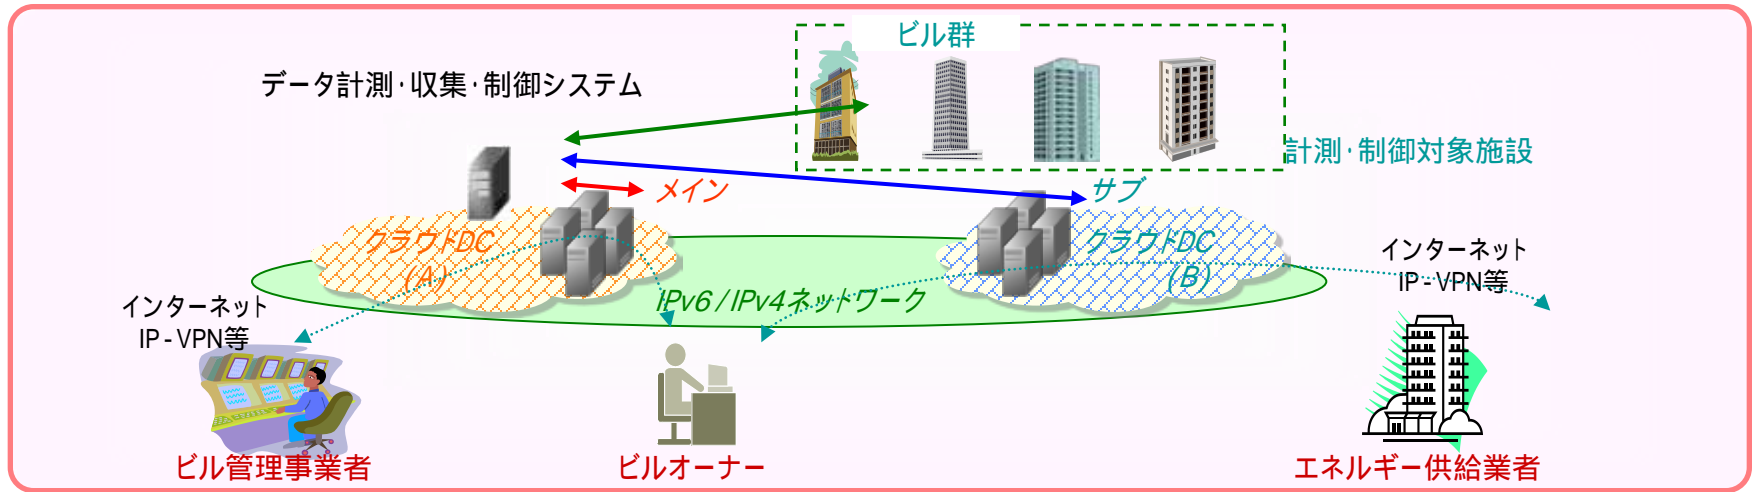 ビル群
データ計測･収集･制御システム
計測･制御対象施設
メイン
サブ
クラウドDC
(A)
クラウドDC
(B)
インターネット
IP-VPN等
IPv6/IPv4ネットワーク
インターネット
IP-VPN等
ビル管理事業者
ビルオーナー
エネルギー供給業者